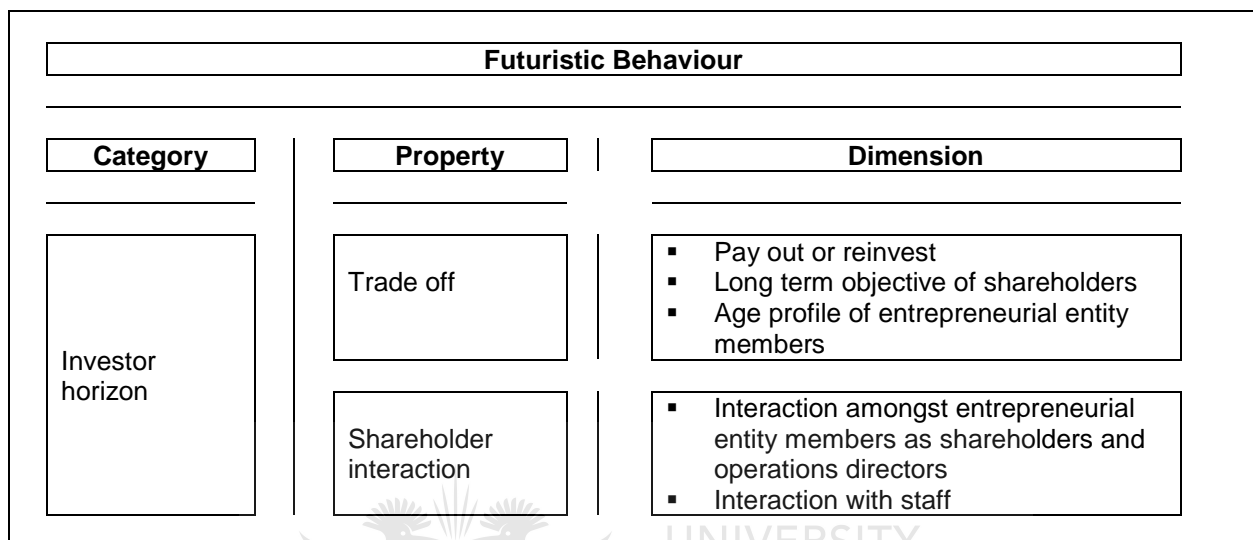 Futuristic Behaviour
Category
Property
Dimension
Investor
horizon
Trade off
▪ Pay out or reinvest
▪ Long term objective of shareholders
▪ Age profile of entrepreneurial entity
members
Shareholder
interaction
▪ Interaction amongst entrepreneurial
entity members as shareholders and
operations directors
▪ Interaction with staff
UNIVERSITY